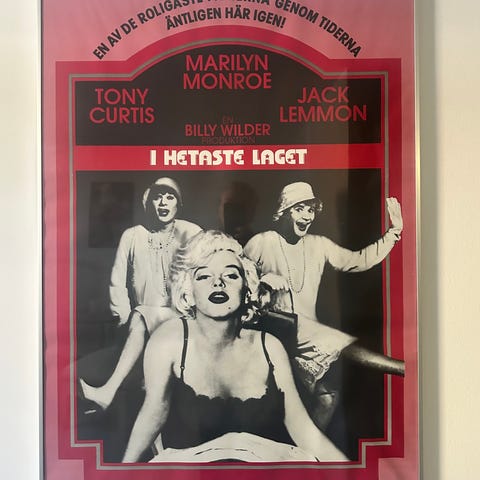 EN AV DE ROLIGASTE GENOM TIDERNA
ÄNTLIGEN HÄR IGEN!
MARILYN
MONROE
TONY
CURTIS
JACK
LEMMON
EN
BILLY WILDER
PRODUKTION
I HETASTE LAGET